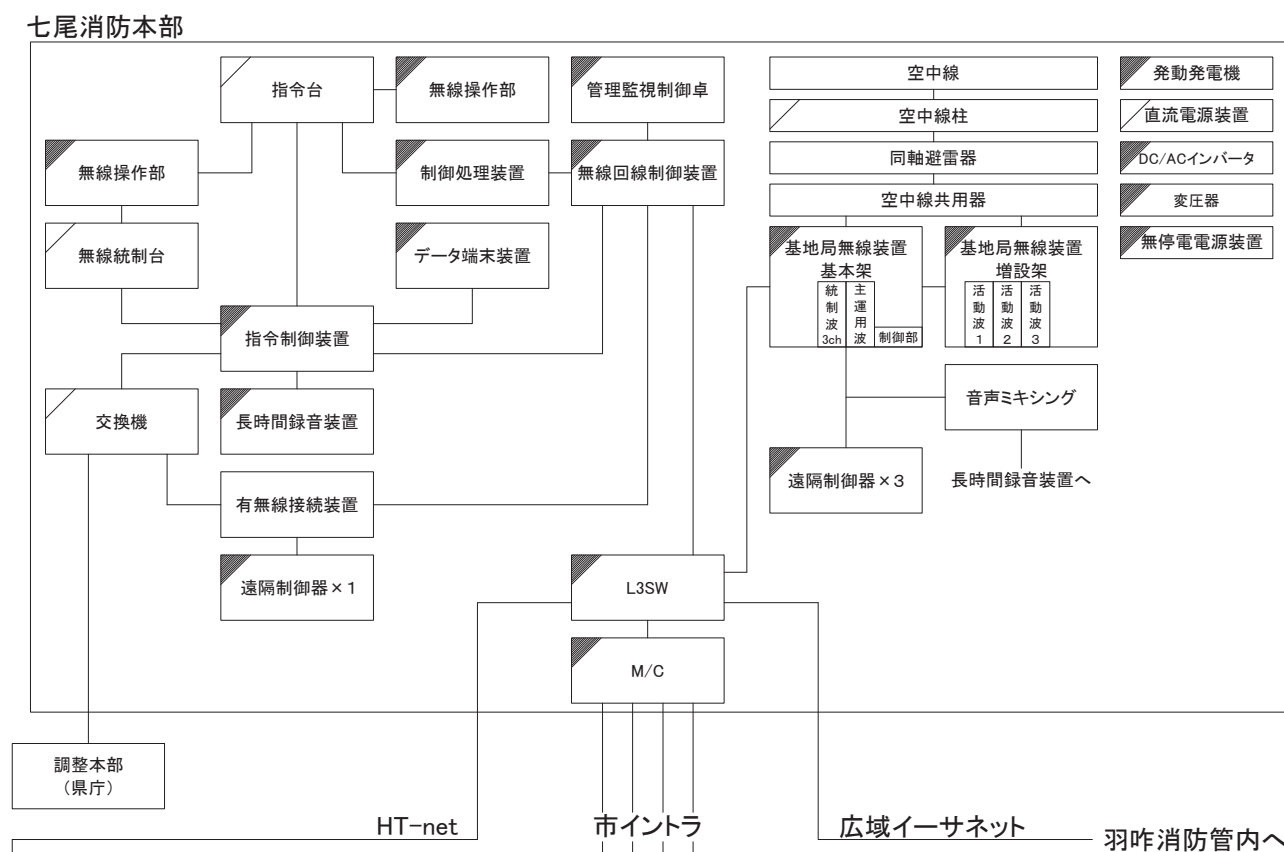 七尾消防本部
指令台
無線操作部
管理監視制御卓
空中線
発動発電機
空中線柱
直流電源装置
無線操作部
制御処理装置
無線回線制御装置
同軸避雷器
DC/ACインバータ
空中線共用器
変圧器
無線統制台
データ端末装置
基地局無線装置
基本架
統制波3ch
主運用波
制御部
基地局無線装置
増設架
活動波1
活動波2
活動波3
無停電電源装置
指令制御装置
交換機
長時間録音装置
音声ミキシング
遠隔制御器×3
長時間録音装置へ
有無線接続装置
遠隔制御器×1
L3SW
M/C
調整本部
(県庁)
HT-net
市イントラ
広域イーサネット
羽咋消防管内へ